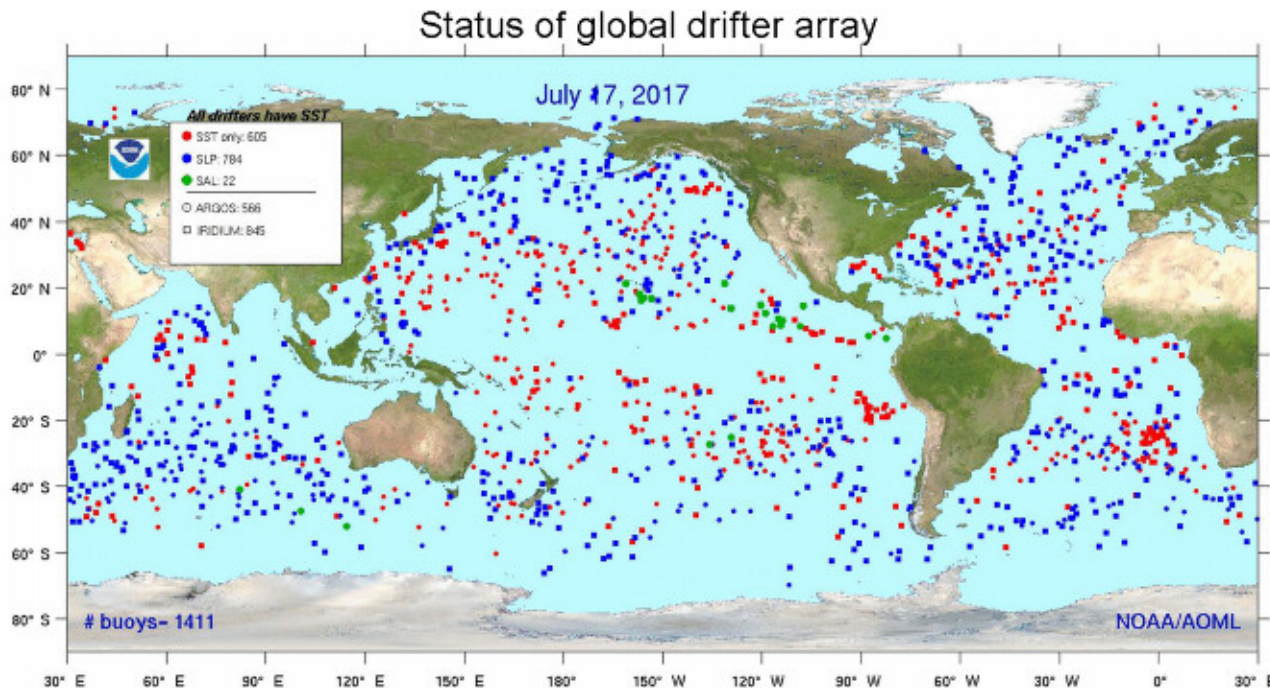 Status of global drifter array
July 17, 2017
All drifters have SST
SST only: 605
SLP: 784
SAL: 22
ARGOS: 566
IRIDIUM: 845
80° N
60° N
40° N
20° N
0°
20° S
40° S
60° S
80° S
# buoys- 1411
NOAA/AOML
30° E
60° E
90° E
120° E
150° E
180°
150° W
120° W
90° W
60° W
30° W
0°
30° E